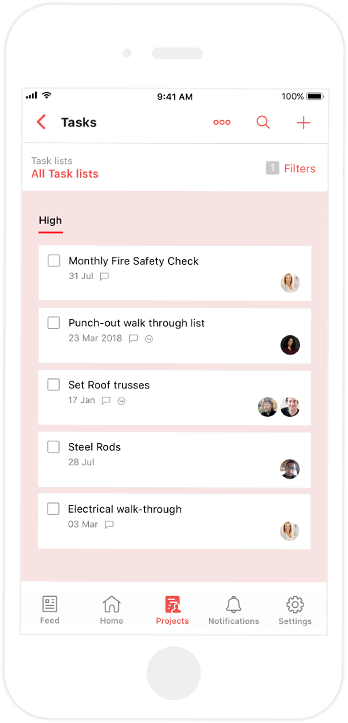 9:41 AM 100%
Tasks
Task lists
All Task lists 1 Filters
High
Monthly Fire Safety Check
31 Jul
Punch-out walk through list
23 Mar 2018
Set Roof trusses
17 Jan
Steel Rods
28 Jul
Electrical walk-through
03 Mar
Feed Home Projects Notifications Settings